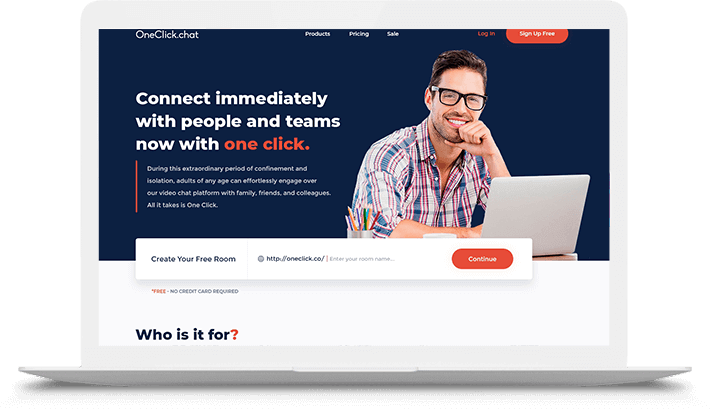 OneClick.chat
Products Pricing Sale
Log In
Sign Up Free
Connect immediately
with people and teams
now with one click.
During this extraordinary period of confinement and
isolation, adults of any age can effortlessly engage over
our video chat platform with family, friends, and colleagues.
All it takes is One Click.
Create Your Free Room
http://oneclick.co/ | Enter your room name...
Continue
*FREE - NO CREDIT CARD REQUIRED
Who is it for?